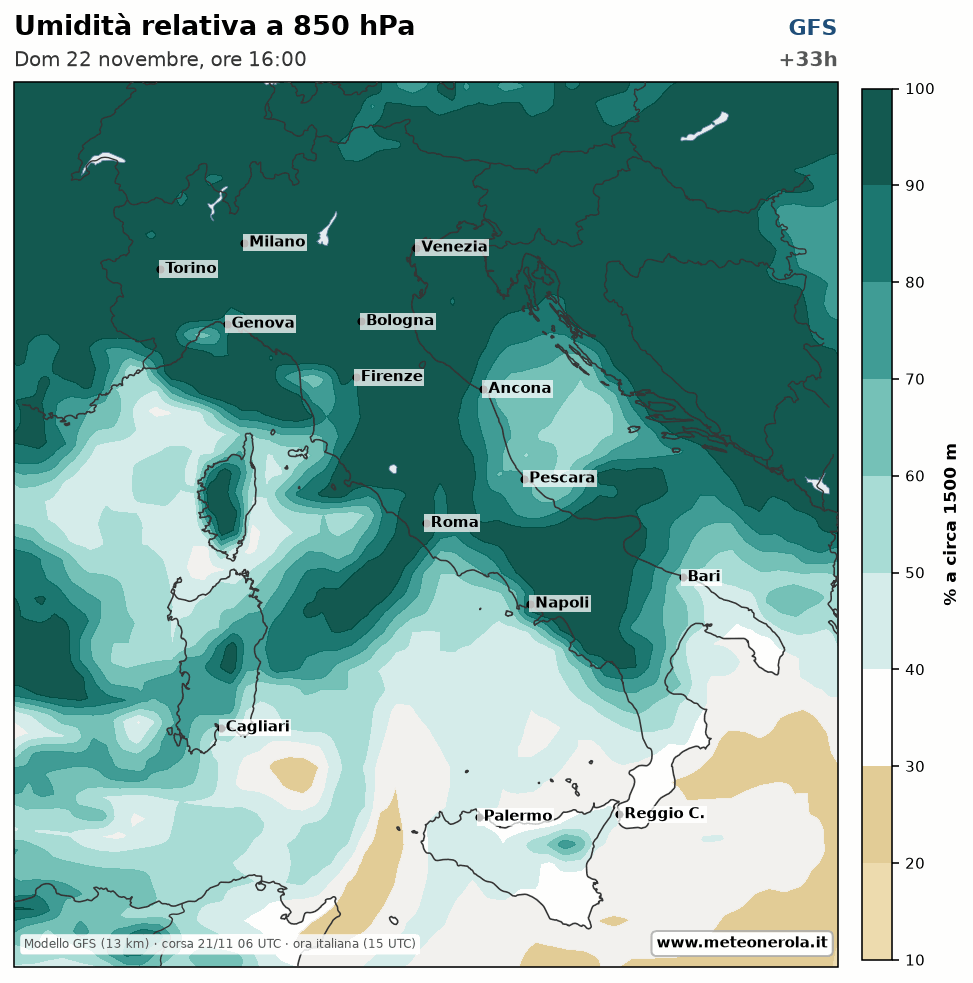 Umidità relativa a 850 hPa
GFS
Dom 22 novembre, ore 16:00
+33h
Milano
Venezia
Torino
Genova
Bologna
Firenze
Ancona
Pescara
Roma
Bari
Napoli
Cagliari
Palermo
Reggio C.
100
90
80
70
60
50
40
30
20
10
% a circa 1500 m
Modello GFS (13 km) · corsa 21/11 06 UTC · ora italiana (15 UTC)
www.meteonerola.it